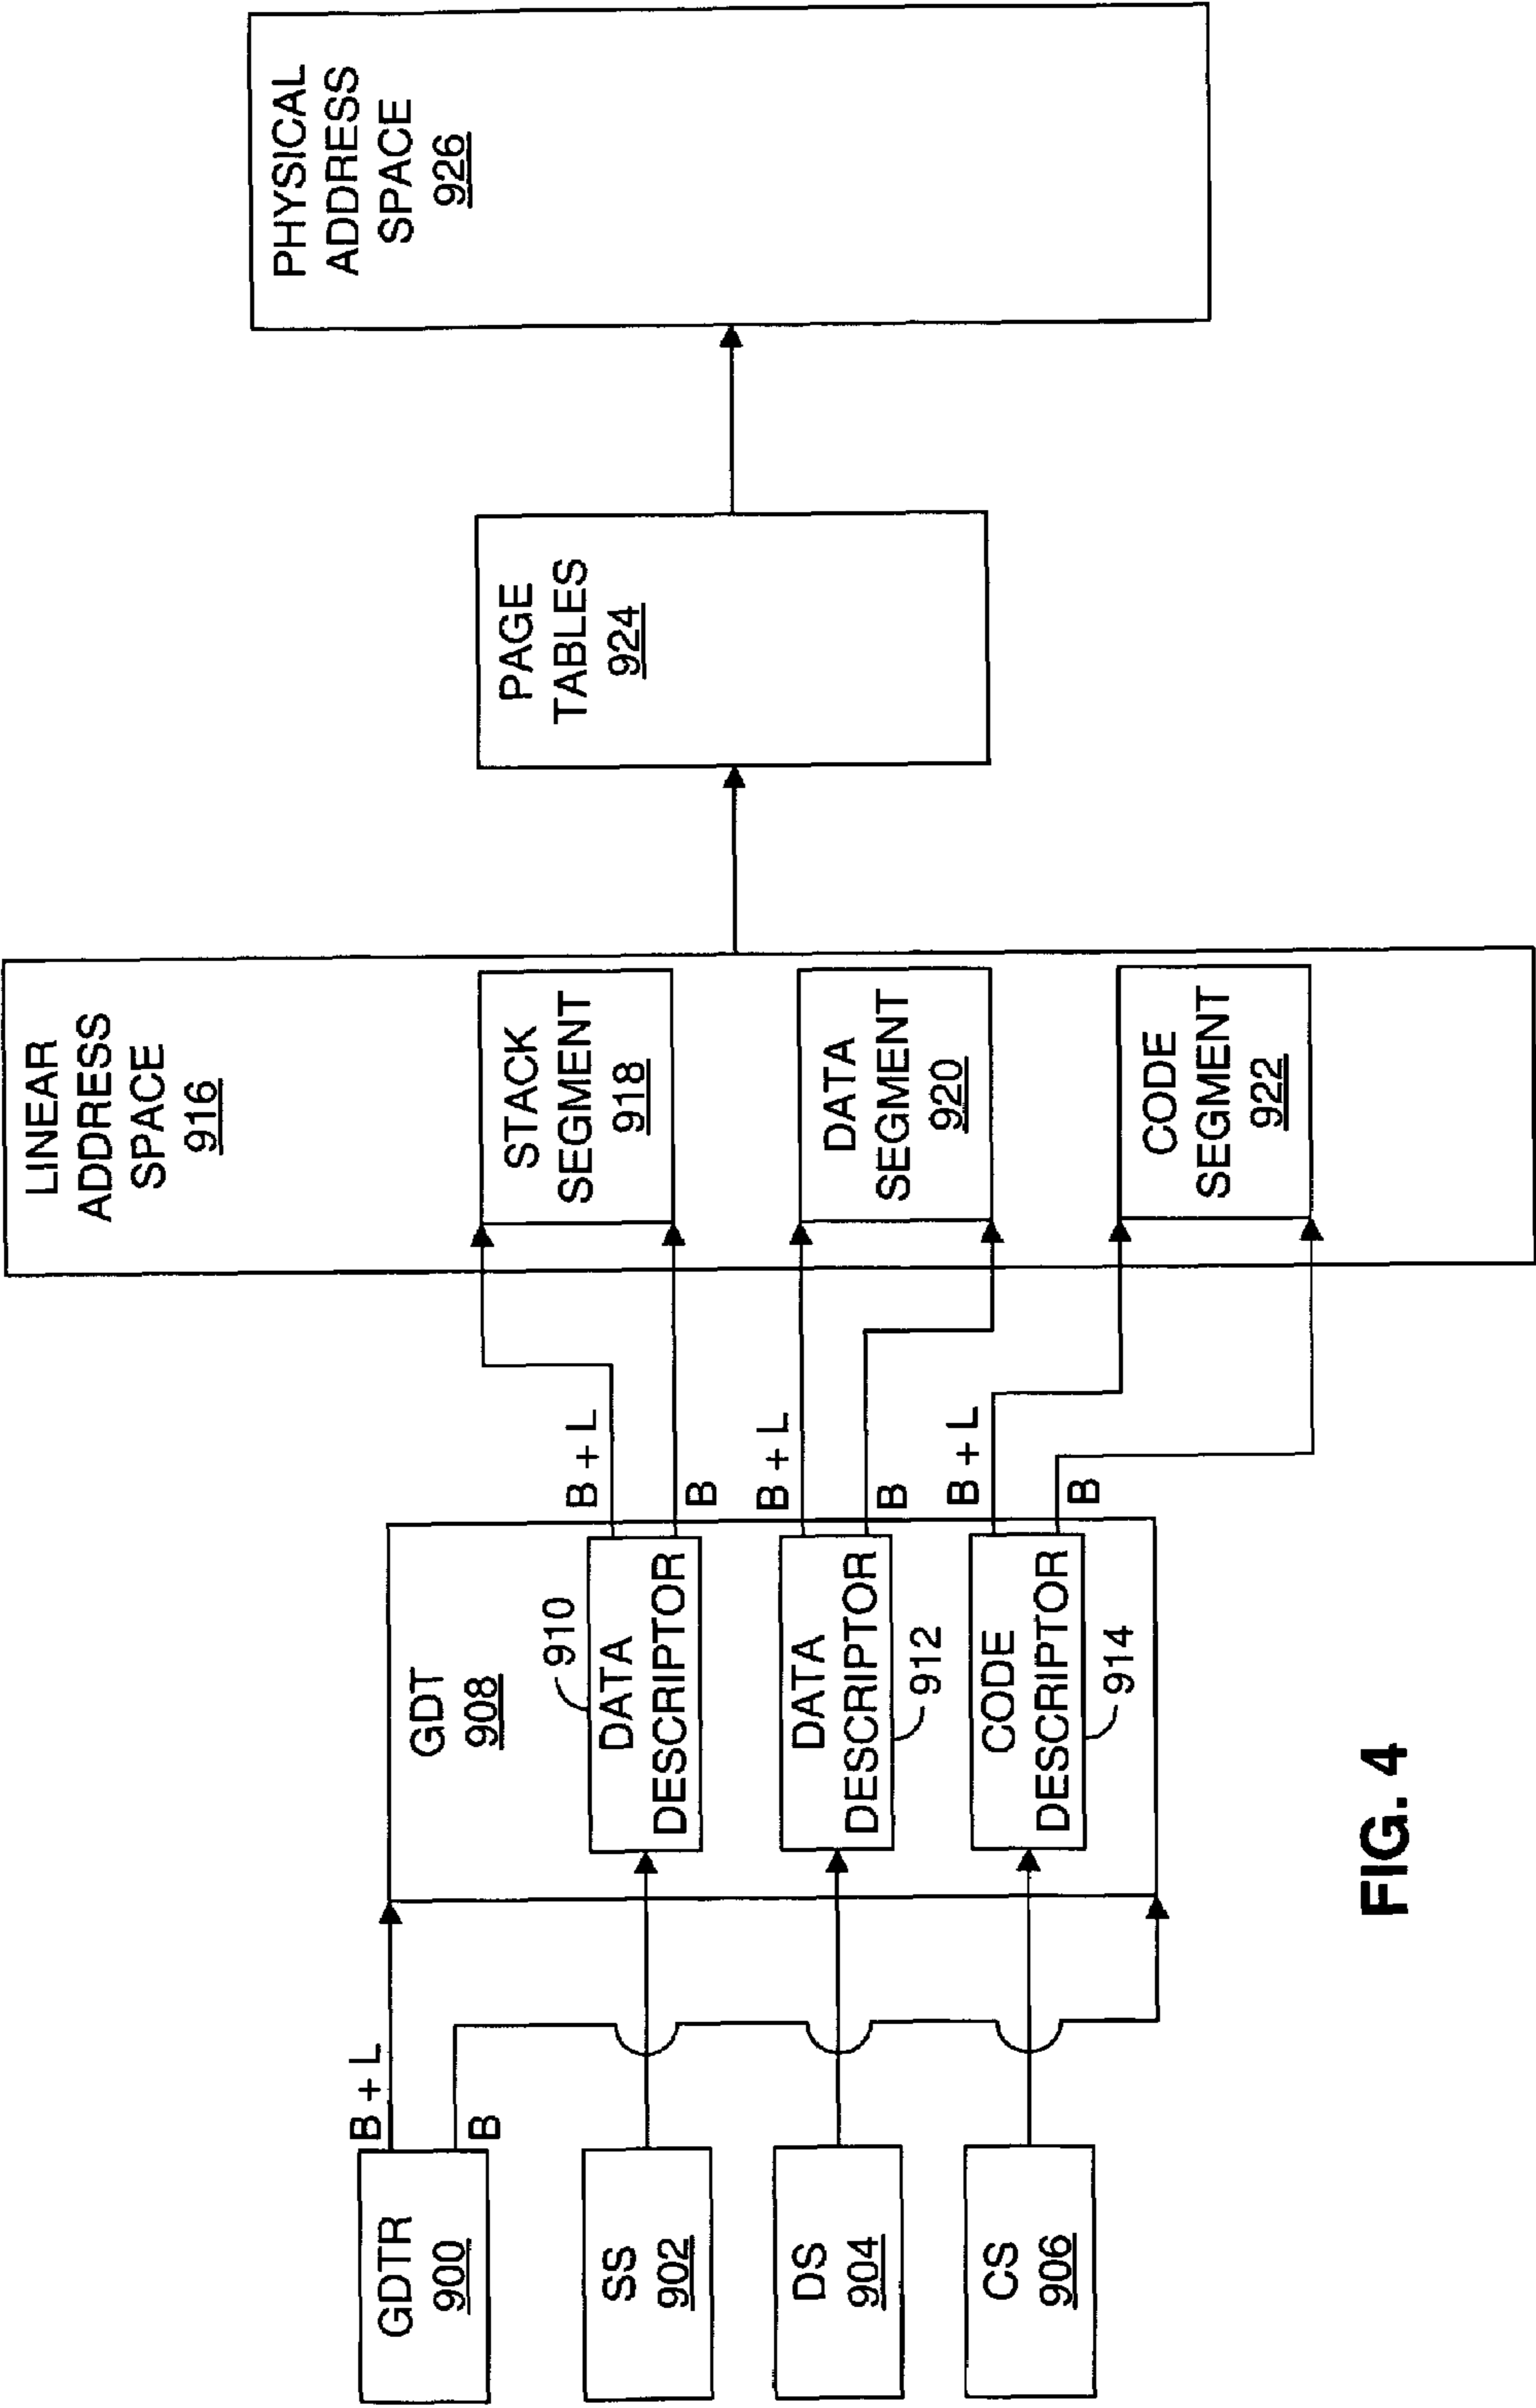 GDTR
900
B + L
B
SS
902
DS
904
CS
906
GDT
908
910
DATA
DESCRIPTOR
DATA
DESCRIPTOR
912
CODE
DESCRIPTOR
914
B + L
B
B + L
B
B + L
B
LINEAR
ADDRESS
SPACE
916
STACK
SEGMENT
918
DATA
SEGMENT
920
CODE
SEGMENT
922
PAGE
TABLES
924
PHYSICAL
ADDRESS
SPACE
926
FIG. 4